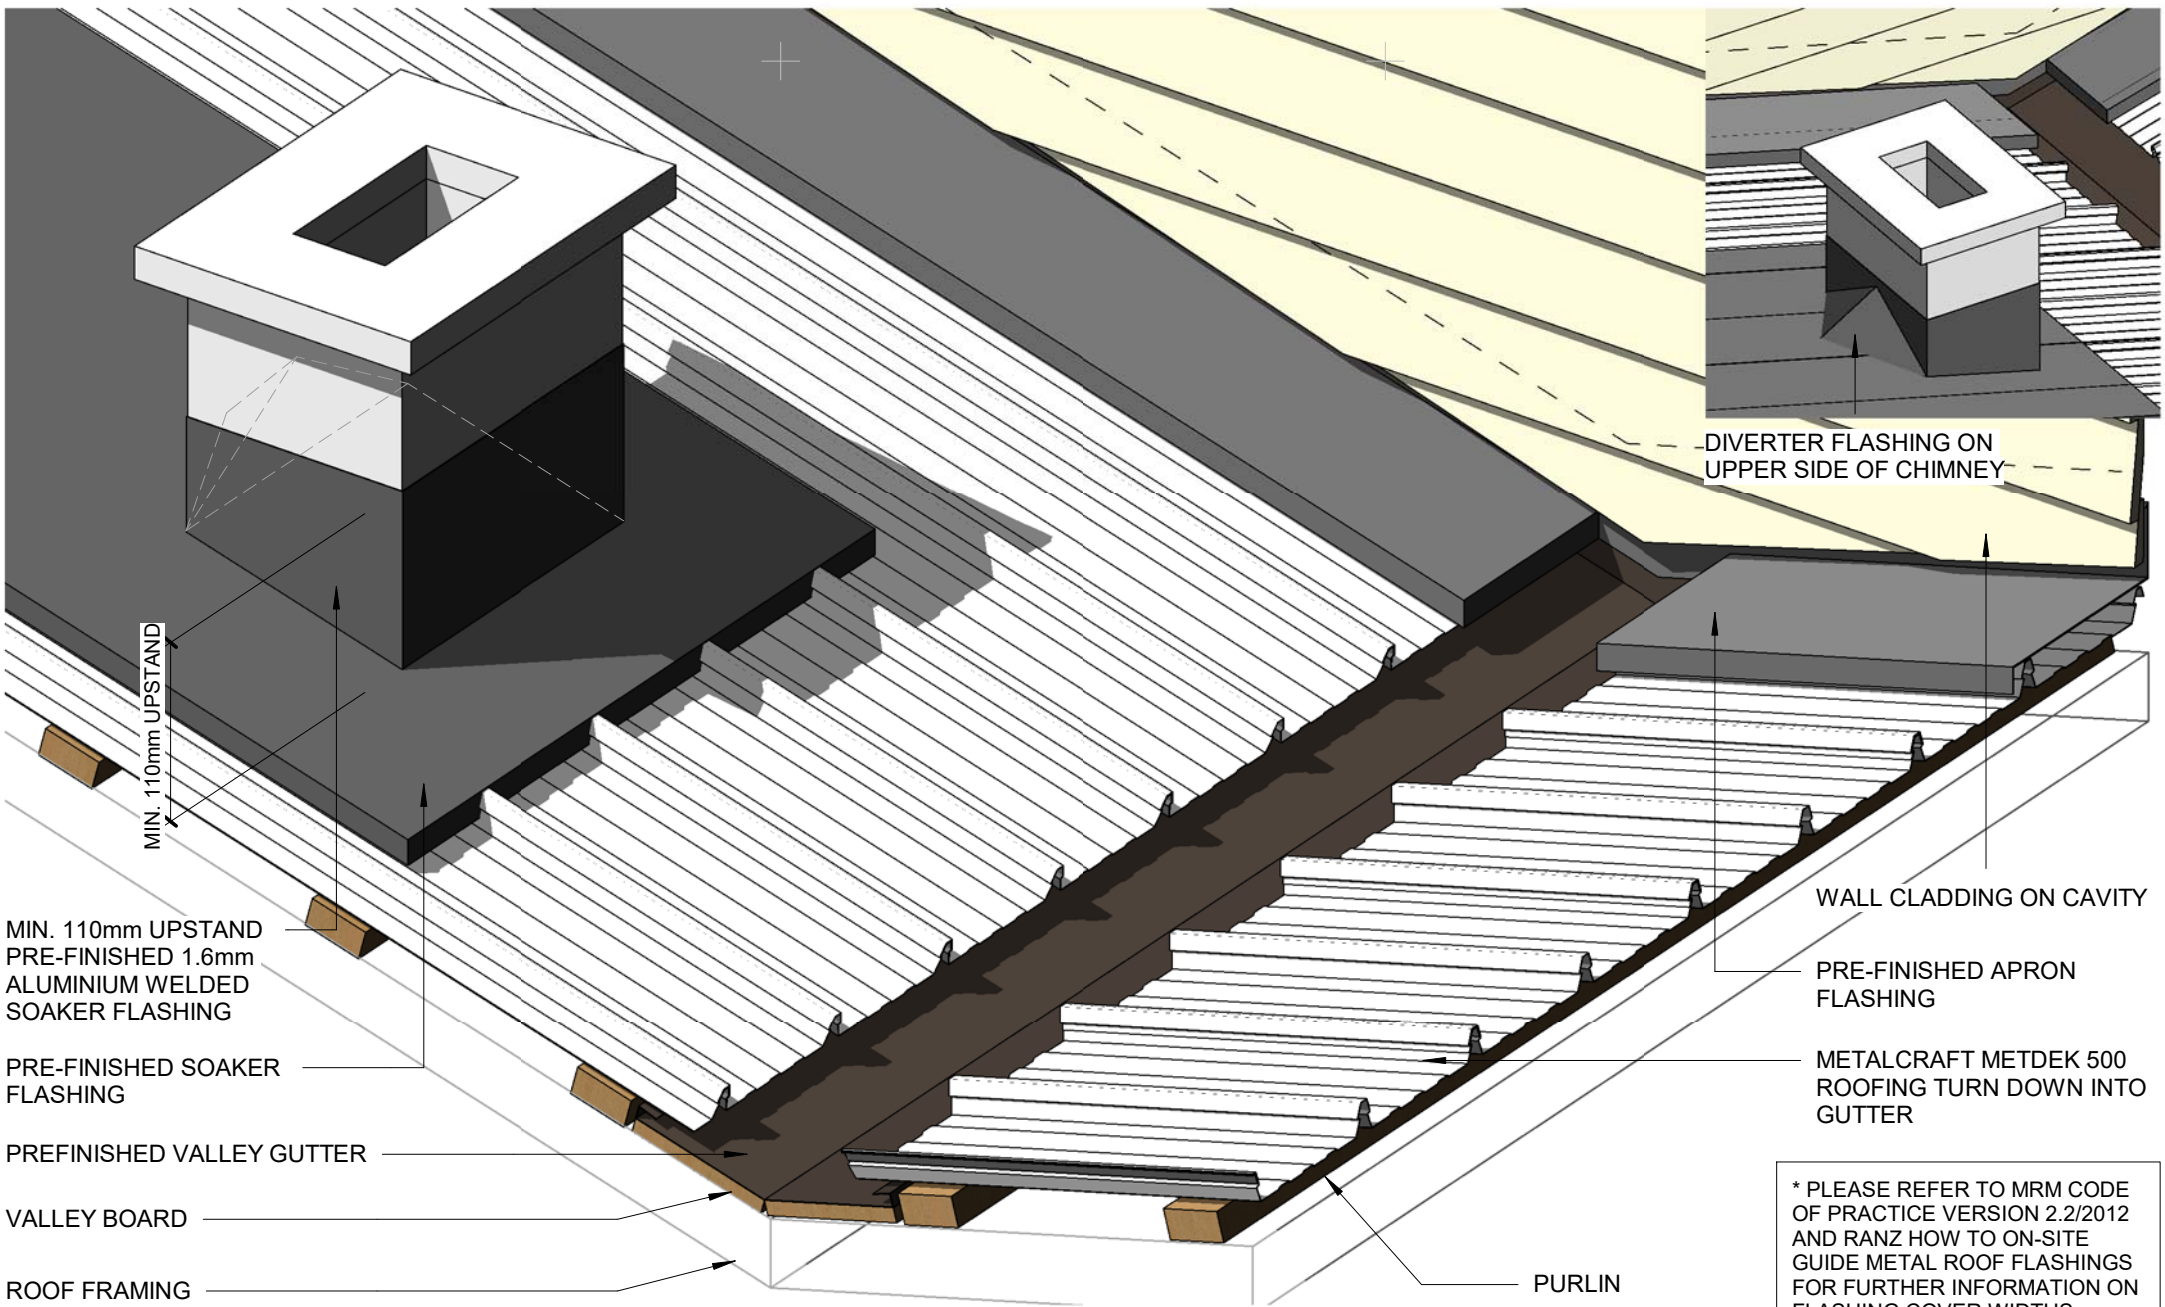 DIVERTER FLASHING ON
UPPER SIDE OF CHIMNEY
MIN. 110mm UPSTAND
MIN. 110mm UPSTAND
PRE-FINISHED 1.6mm
ALUMINIUM WELDED
SOAKER FLASHING
PRE-FINISHED SOAKER
FLASHING
PREFINISHED VALLEY GUTTER
VALLEY BOARD
ROOF FRAMING
WALL CLADDING ON CAVITY
PRE-FINISHED APRON
FLASHING
METALCRAFT METDEK 500
ROOFING TURN DOWN INTO
GUTTER
PURLIN
* PLEASE REFER TO MRM CODE
OF PRACTICE VERSION 2.2/2012
AND RANZ HOW TO ON-SITE
GUIDE METAL ROOF FLASHINGS
FOR FURTHER INFORMATION ON
FLASHING COVER WIDTHS